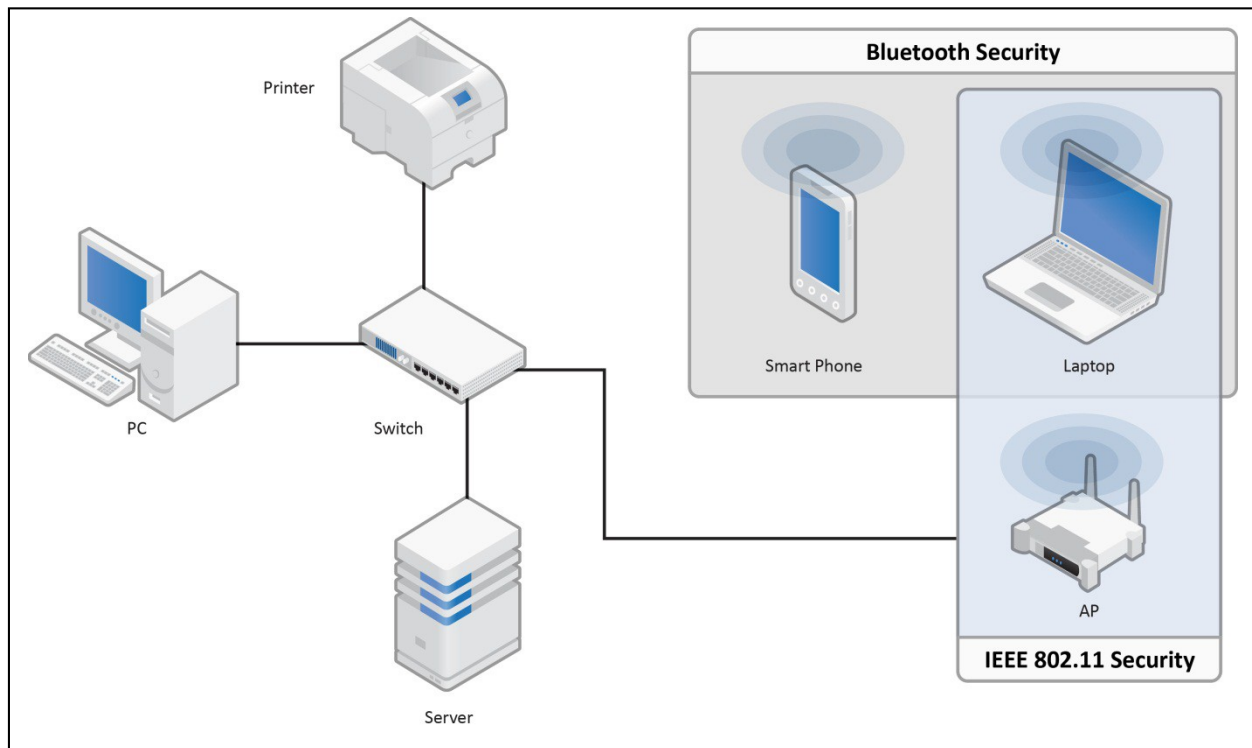 Bluetooth Security
Printer
Smart Phone
Laptop
PC
Switch
AP
IEEE 802.11 Security
Server